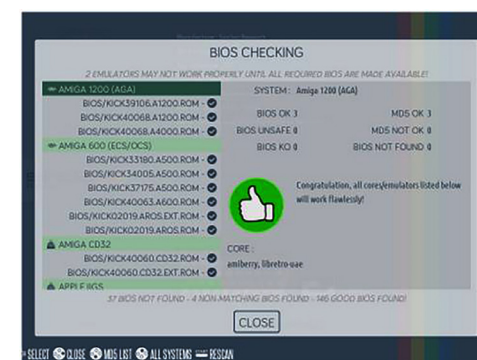 BIOS CHECKING
2 EMULATORS MAY NOT WORK PROPERLY UNTIL ALL REQUIRED BIOS ARE MADE AVAILABLE!
AMIGA 1200 (AGA)
BIOS/KICK39106.A1200.ROM -
BIOS/KICK40068.A1200.ROM -
BIOS/KICK40068.A4000.ROM -
AMIGA 600 (ECS/OCS)
BIOS/KICK33180.A500.ROM -
BIOS/KICK34005.A500.ROM -
BIOS/KICK37175.A500.ROM -
BIOS/KICK40063.A600.ROM -
BIOS/KICK02019.AROS.EXT.ROM -
BIOS/KICK02019.AROS.ROM -
AMIGA CD32
BIOS/KICK40060.CD32.ROM -
BIOS/KICK40060.CD32.EXT.ROM -
APPLE IIGS
SYSTEM : Amiga 1200 (AGA)
BIOS OK 3 MD5 OK 3
BIOS UNSAFE 0 MD5 NOT OK 0
BIOS KO 0 BIOS NOT FOUND 0
Congratulation, all cores/emulators listed below
will work flawlessly!
CORE :
amiberry, libretro-uae
37 BIOS NOT FOUND - 4 NON-MATCHING BIOS FOUND - 146 GOOD BIOS FOUND!
CLOSE
SELECT CLOSE MD5 LIST ALL SYSTEMS RESCAN